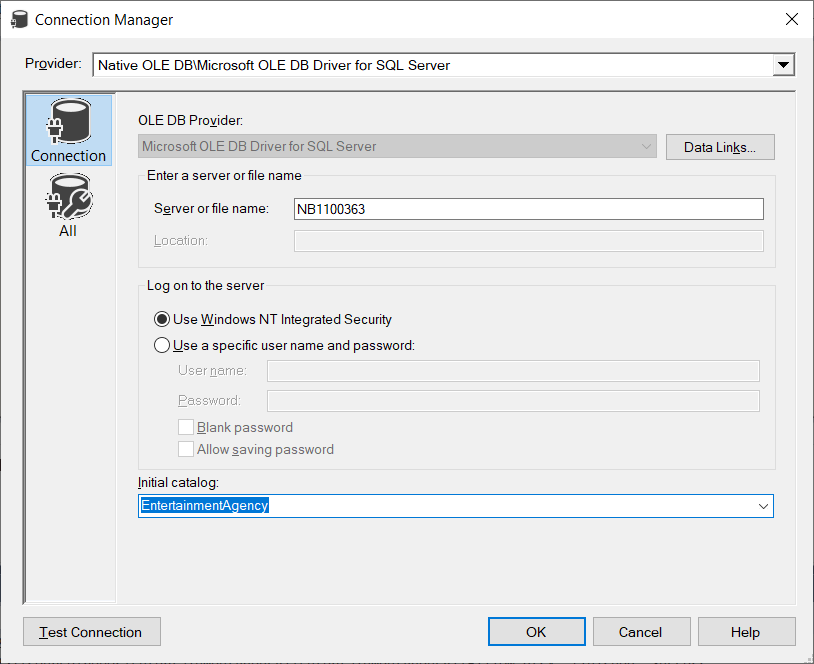 Connection Manager
Provider: Native OLE DB\Microsoft OLE DB Driver for SQL Server
Connection
All
OLE DB Provider:
Microsoft OLE DB Driver for SQL Server Data Links...
Enter a server or file name
Server or file name: NB1100363
Location:
Log on to the server
Use Windows NT Integrated Security
Use a specific user name and password:
User name:
Password:
Blank password
Allow saving password
Initial catalog:
EntertainmentAgency
Test Connection OK Cancel Help